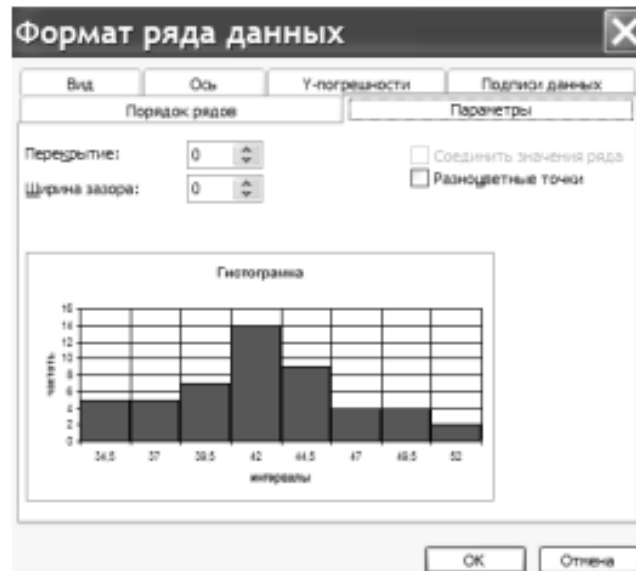 Формат ряда данных
Вид Ось Y-погрешности Подписи данных
Порядок рядов Параметры
Перекрытие: 0
Ширина зазора: 0
Соединить значения ряда
Разноцветные точки
Гистограмма
частоты
16
14
12
10
8
6
4
2
0
34,5 37 39,5 42 44,5 47 49,5 52
интервалы
OK Отмена